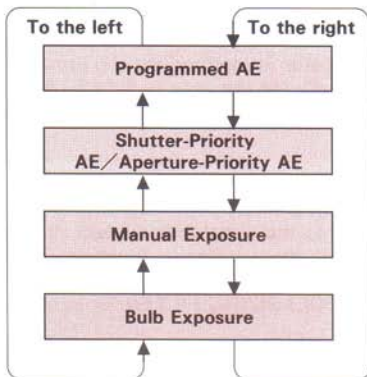 To the left
To the right
Programmed AE
Shutter-Priority
AE／Aperture-Priority AE
Manual Exposure
Bulb Exposure